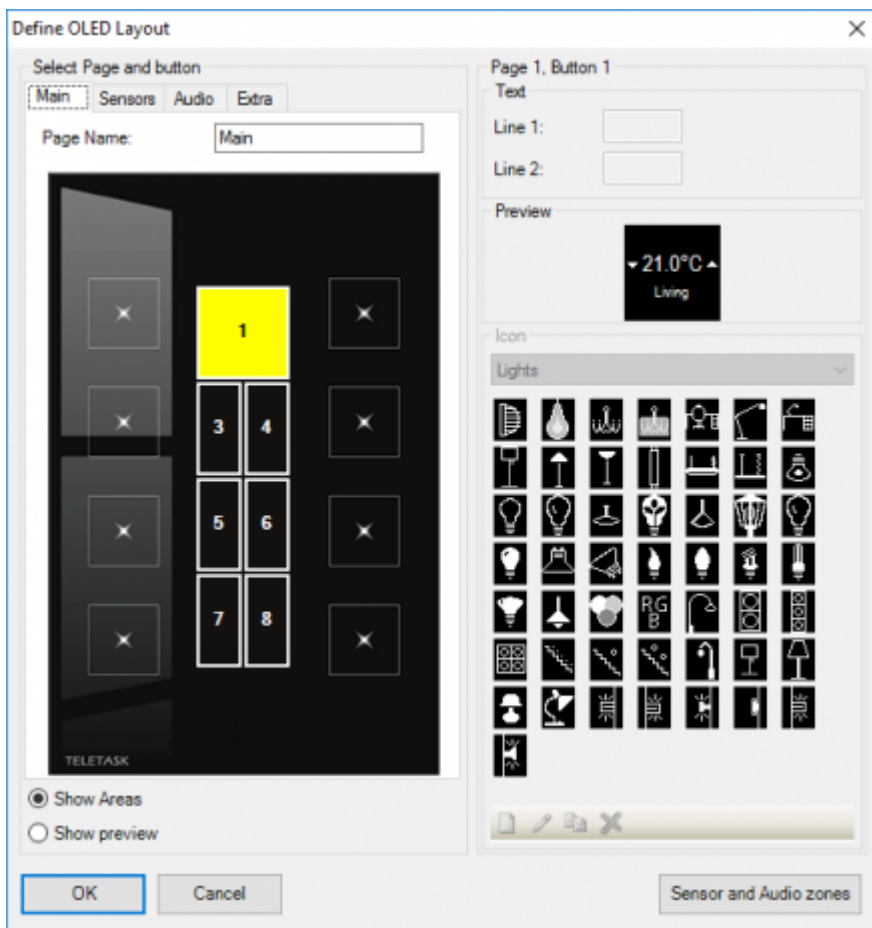 Define OLED Layout
Select Page and button
Main
Sensors
Audio
Extra
Page Name:
Main
1
3
4
5
6
7
8
TELETASK
Show Areas
Show preview
OK
Cancel
Page 1, Button 1
Text
Line 1:
Line 2:
Preview
21.0°C
Living
Icon
Lights
RG
B
Sensor and Audio zones